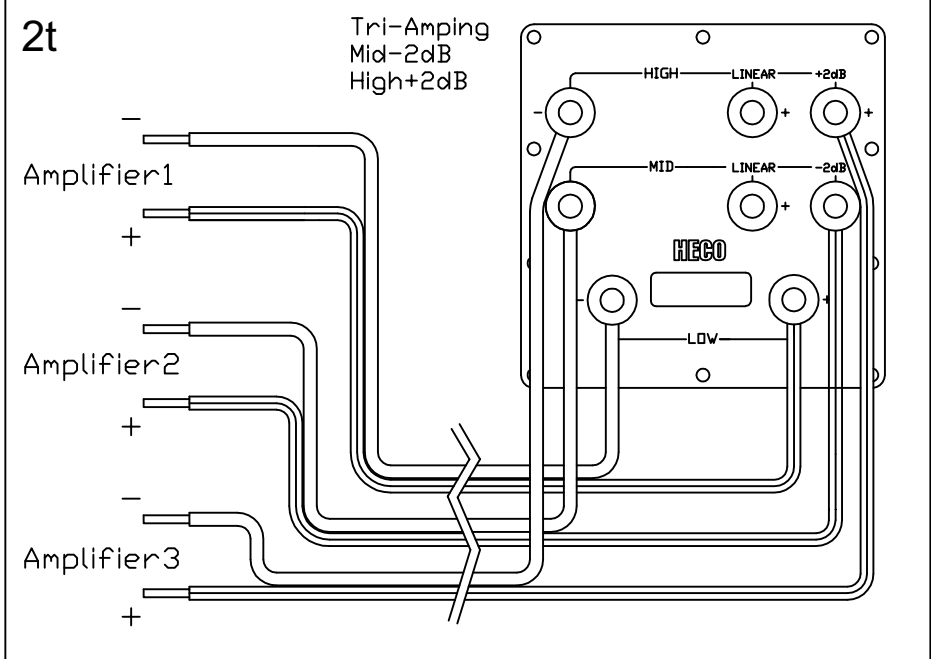 2t
Tri-Amping
Mid-2dB
High+2dB
HIGH LINEAR +2dB
- + +
MID LINEAR -2dB
+
HECO
- +
LOW
-
Amplifier1
+
-
Amplifier2
+
-
Amplifier3
+